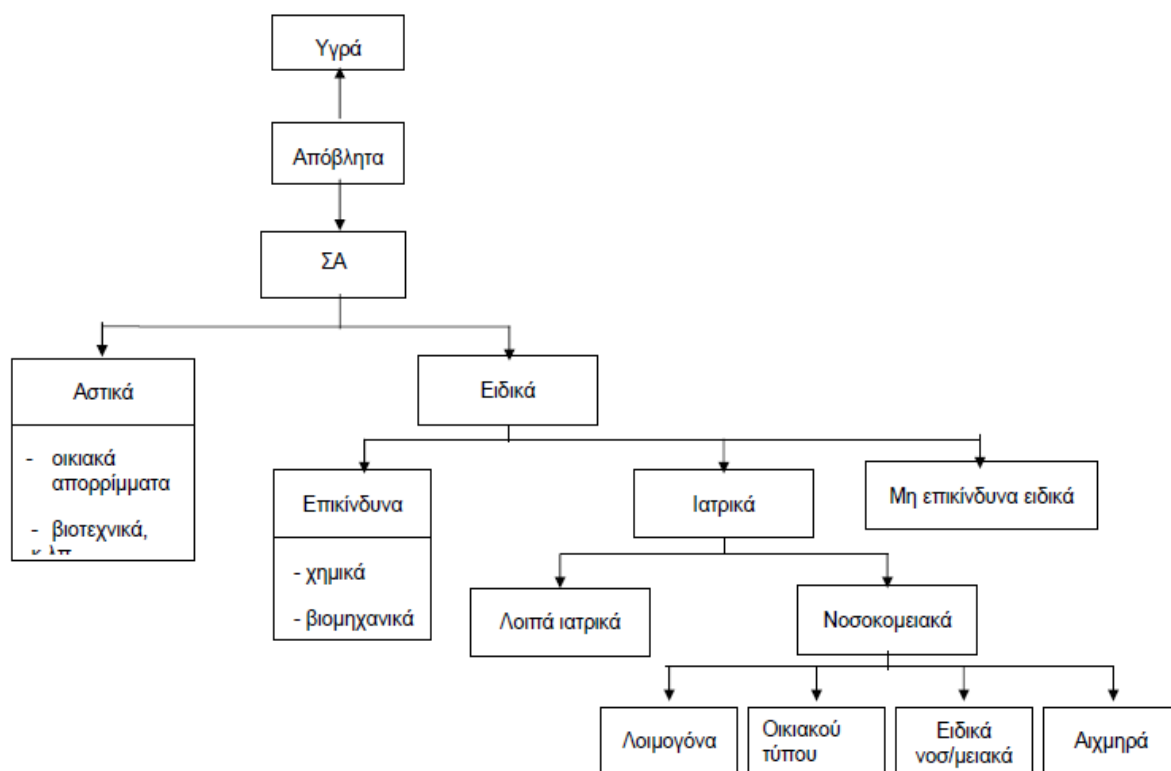 Υγρά
Απόβλητα
ΣΑ
Αστικά
- οικιακά
απορρίμματα
- βιοτεχνικά,
κ.λπ
Ειδικά
Επικίνδυνα
- χημικά
- βιομηχανικά
Ιατρικά
Μη επικίνδυνα ειδικά
Λοιπά ιατρικά
Νοσοκομειακά
Λοιμογόνα
Οικιακού
τύπου
Ειδικά
νοσ/μειακά
Αιχμηρά